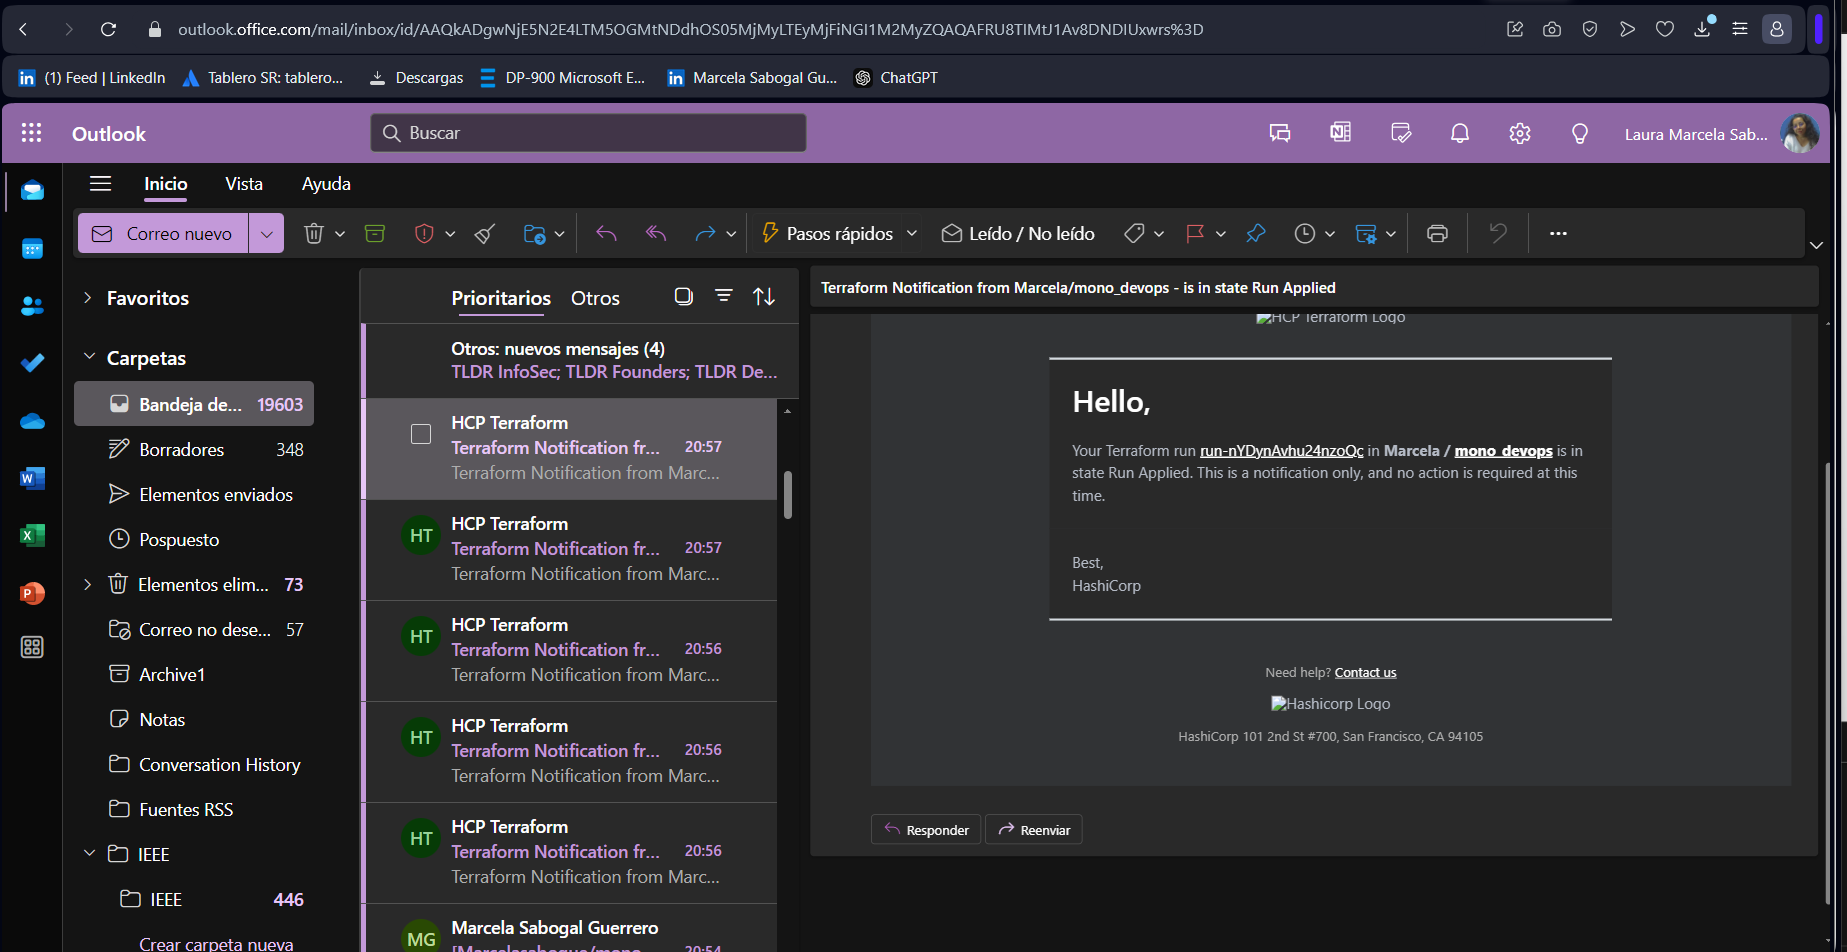 outlook.office.com/mail/inbox/id/AAQkADgwNjE5N2E4LTM5OGMtNDdhOS05MjMyLTEyMjFiNGI1M2MyZQAQAFRU8TlMtJ1Av8DNDIUxwrs%3D
(1) Feed | LinkedIn
Tablero SR: tablero...
Descargas
DP-900 Microsoft E...
Marcela Sabogal Gu...
ChatGPT
Outlook
Buscar
Laura Marcela Sab...
Inicio
Vista
Ayuda
Correo nuevo
Pasos rápidos
Leído / No leído
Favoritos
Carpetas
Bandeja de... 19603
Borradores 348
Elementos enviados
Pospuesto
Elementos elim... 73
Correo no dese... 57
Archive1
Notas
Conversation History
Fuentes RSS
IEEE
IEEE 446
Crear carpeta nueva
Prioritarios
Otros
Otros: nuevos mensajes (4)
TLDR InfoSec; TLDR Founders; TLDR De...
HCP Terraform
Terraform Notification fr... 20:57
Terraform Notification from Marc...
HT
HCP Terraform
Terraform Notification fr... 20:57
Terraform Notification from Marc...
HT
HCP Terraform
Terraform Notification fr... 20:56
Terraform Notification from Marc...
HT
HCP Terraform
Terraform Notification fr... 20:56
Terraform Notification from Marc...
HT
HCP Terraform
Terraform Notification fr... 20:56
Terraform Notification from Marc...
MG
Marcela Sabogal Guerrero
[Marcelasabogue/mono... 20:54
Terraform Notification from Marcela/mono_devops - is in state Run Applied
HCP Terraform Logo
Hello,
Your Terraform run run-nYDynAvhu24nzoQc in Marcela / mono_devops is in
state Run Applied. This is a notification only, and no action is required at this
time.
Best,
HashiCorp
Need help? Contact us
Hashicorp Logo
HashiCorp 101 2nd St #700, San Francisco, CA 94105
Responder
Reenviar